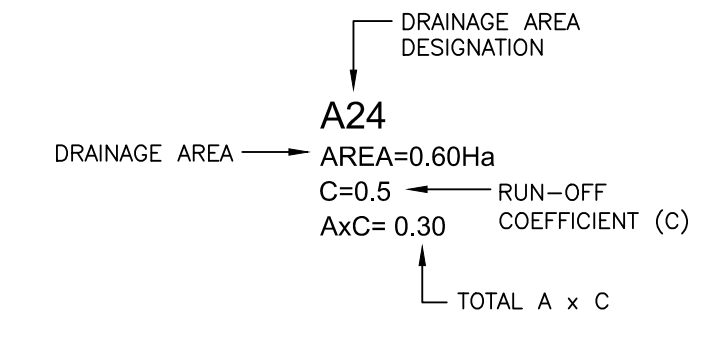 DRAINAGE AREA
DESIGNATION
A24
DRAINAGE AREA
AREA=0.60Ha
C=0.5
RUN-OFF
COEFFICIENT (C)
AxC= 0.30
TOTAL A x C